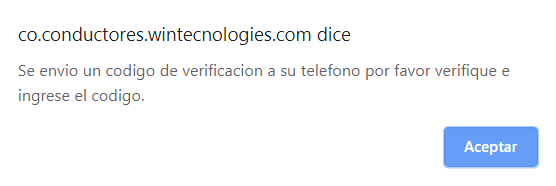 co.conductores.wintecnologies.com dice
Se envio un codigo de verificacion a su telefono por favor verifique e
ingrese el codigo.
Aceptar